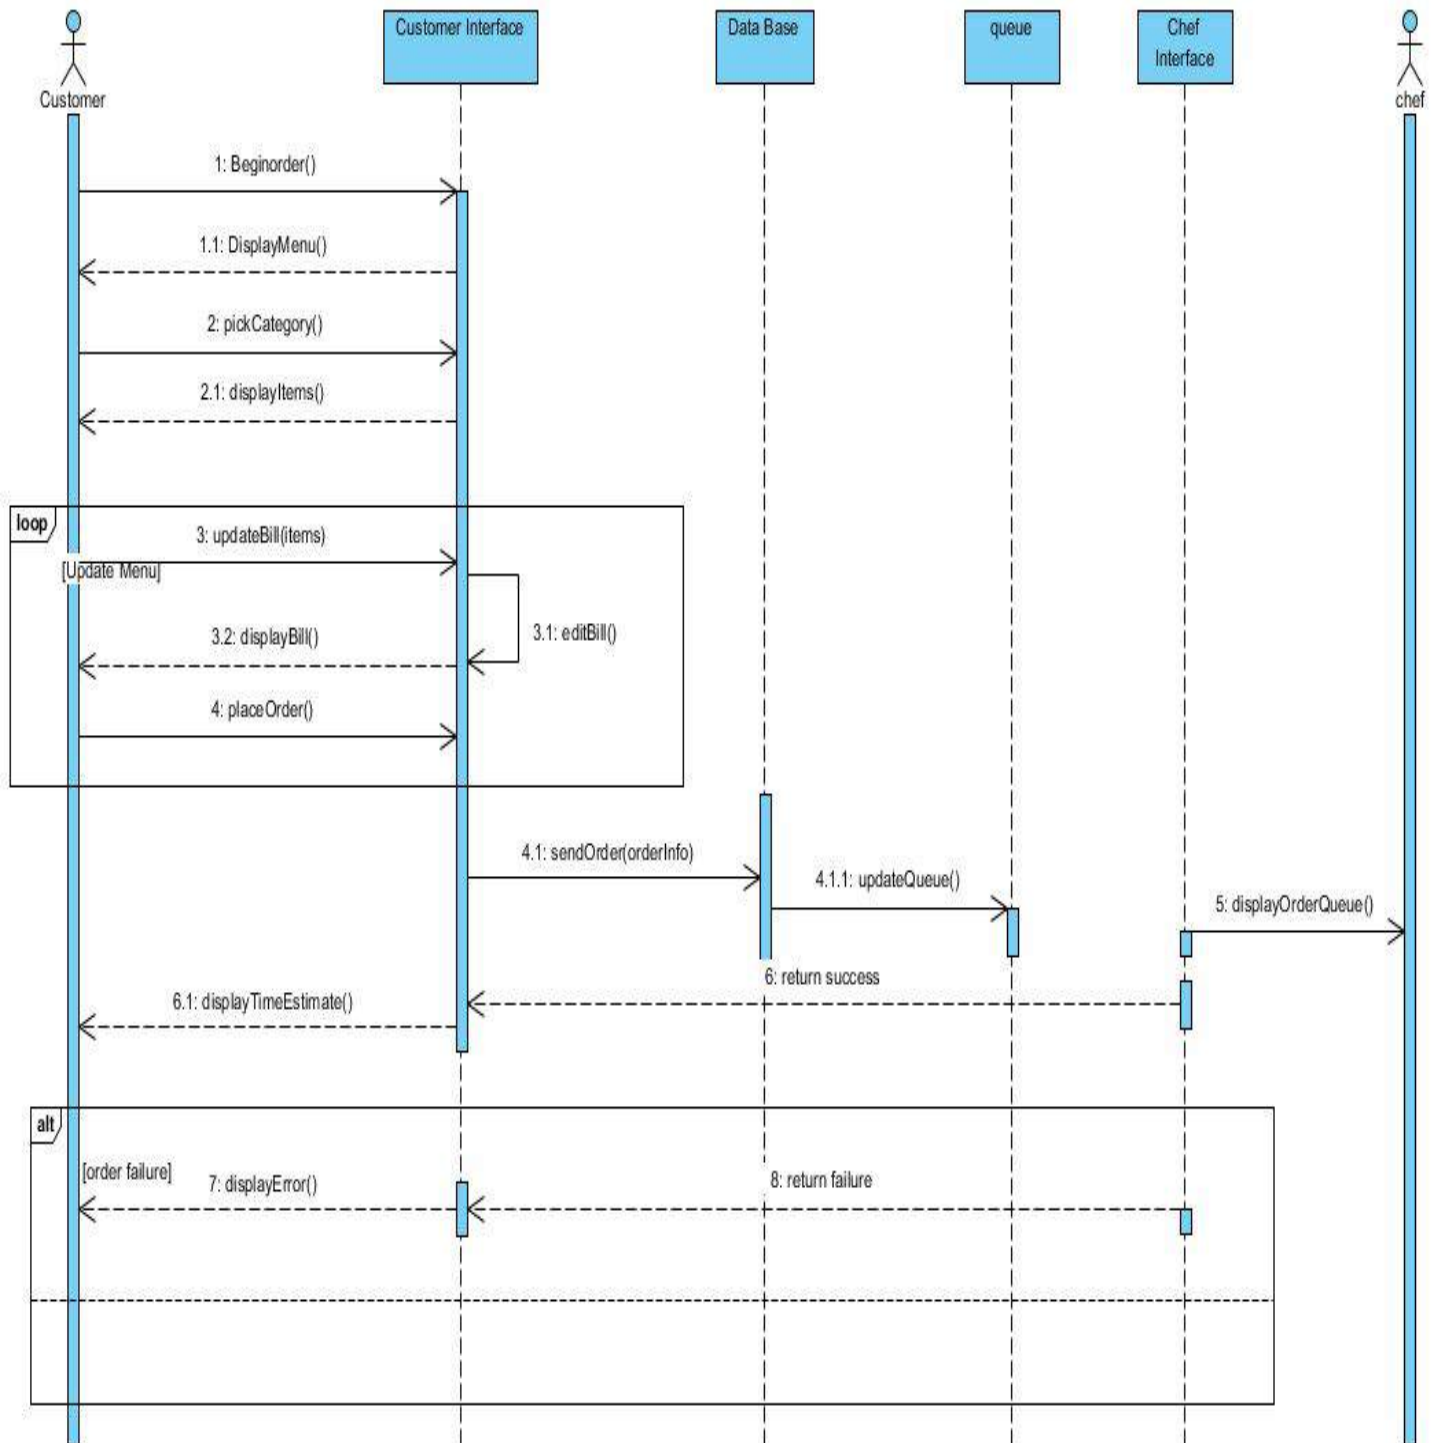 Customer
Customer Interface
Data Base
queue
Chef
Interface
chef
1: Beginorder()
1.1: DisplayMenu()
2: pickCategory()
2.1: displayItems()
loop
3: updateBill(items)
[Update Menu]
3.1: editBill()
3.2: displayBill()
4: placeOrder()
4.1: sendOrder(orderInfo)
4.1.1: updateQueue()
5: displayOrderQueue()
6: return success
6.1: displayTimeEstimate()
alt
[order failure]
7: displayError()
8: return failure